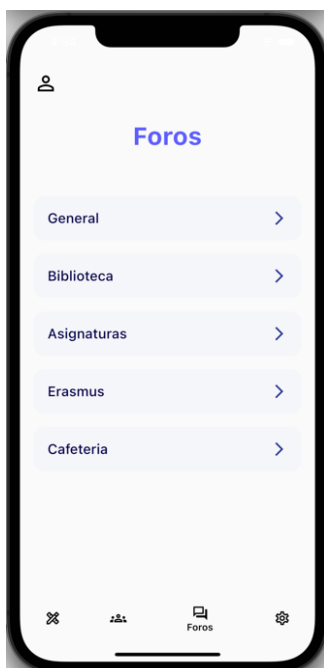 Foros
General
Biblioteca
Asignaturas
Erasmus
Cafeteria
Foros